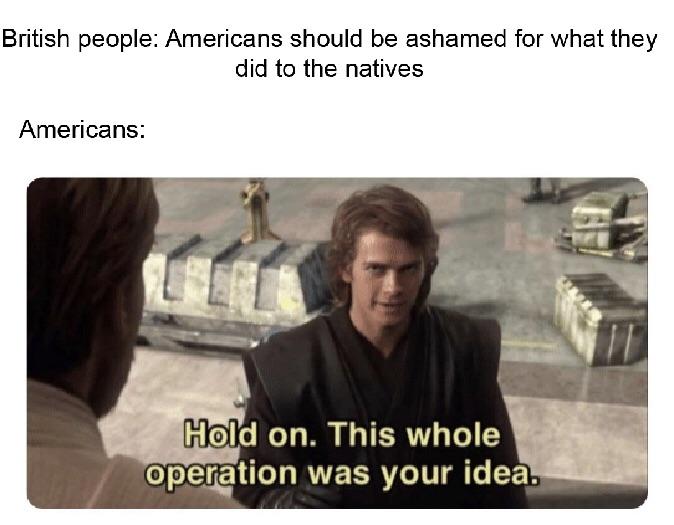 British people: Americans should be ashamed for what they
did to the natives
Americans:
Hold on. This whole
operation was your idea.